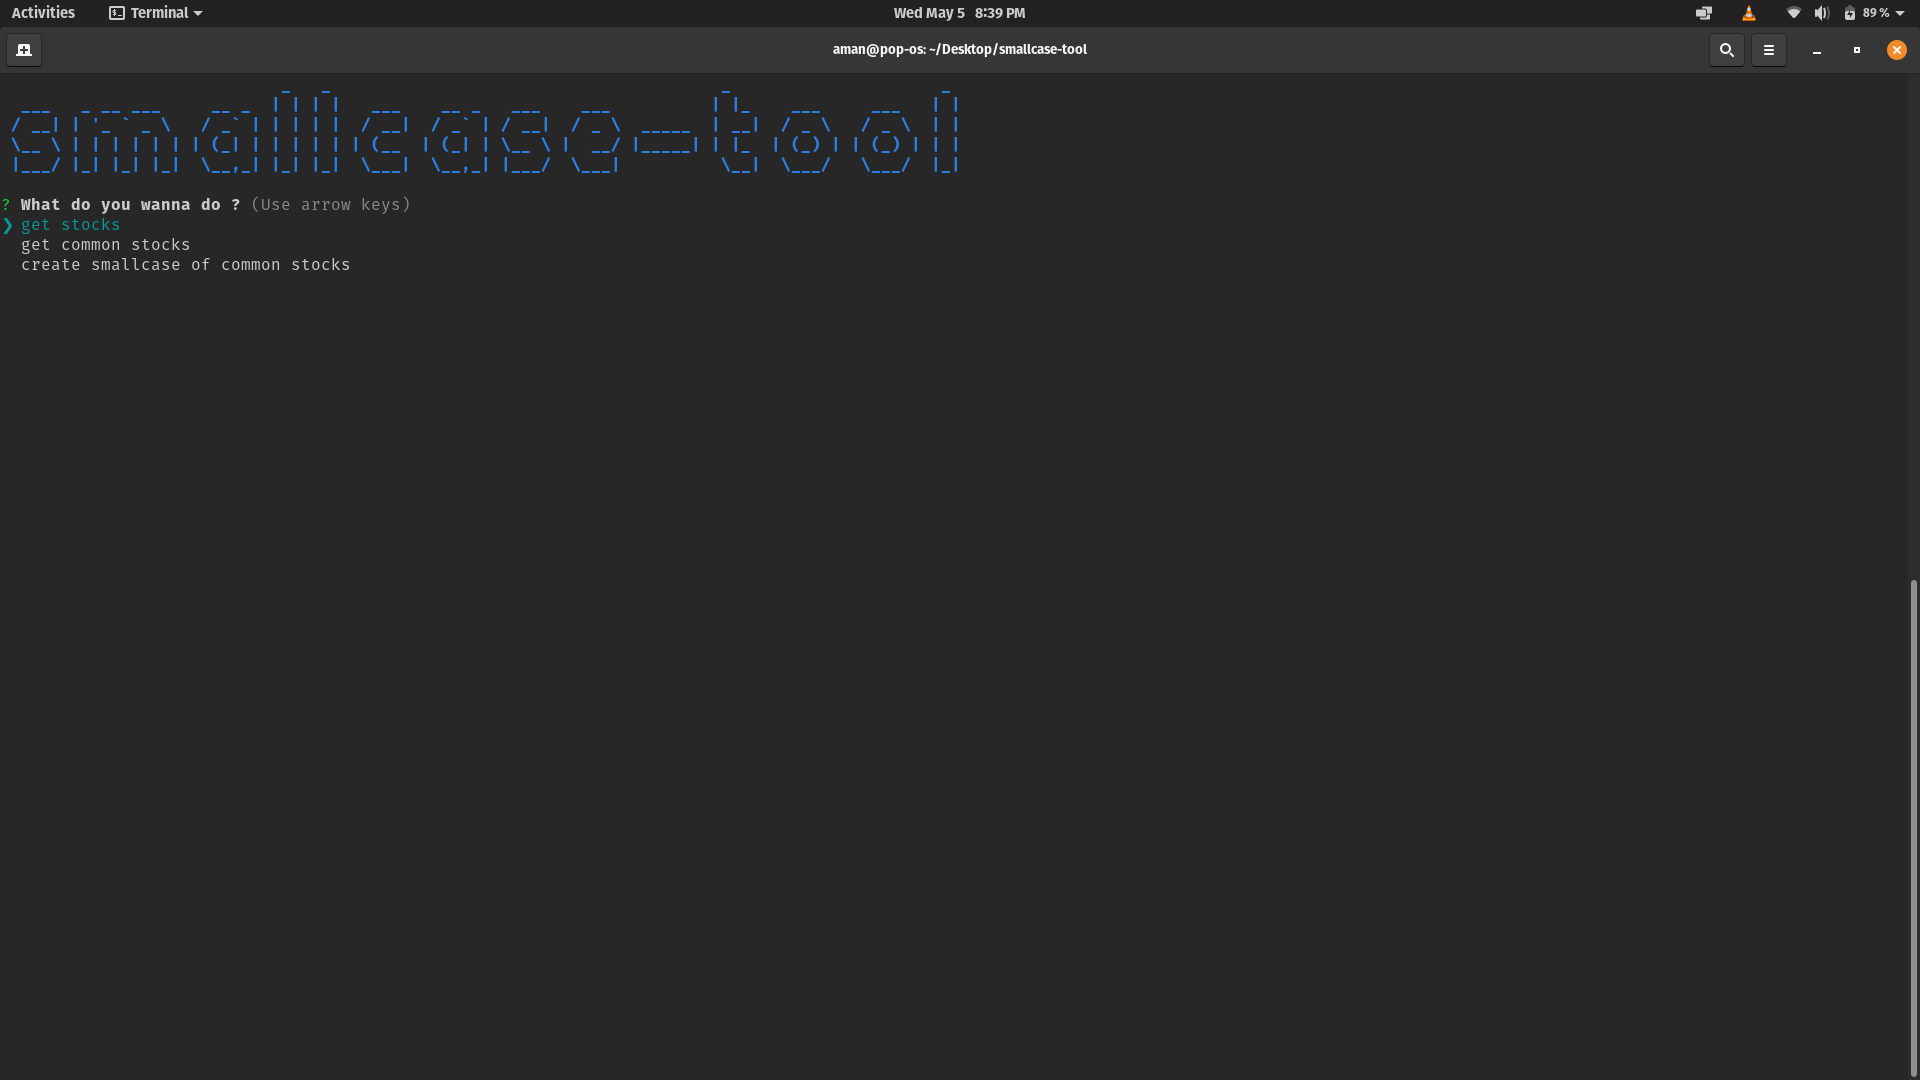 Activities
Terminal
Wed May 5 8:39 PM
89 %
aman@pop-os: ~/Desktop/smallcase-tool
smallcase-tool
? What do you wanna do ? (Use arrow keys)
❯ get stocks
get common stocks
create smallcase of common stocks